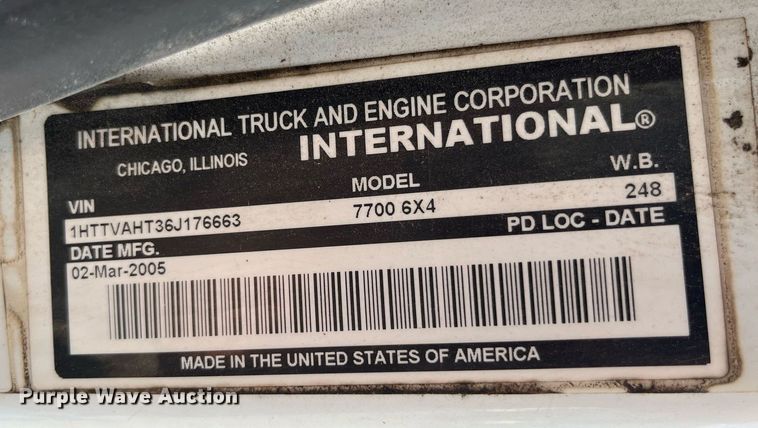 INTERNATIONAL TRUCK AND ENGINE CORPORATION
CHICAGO, ILLINOIS INTERNATIONAL®
VIN MODEL W.B.
1HTTVAHT36J176663 7700 6X4 248
DATE MFG. PD LOC - DATE
02-Mar-2005
MADE IN THE UNITED STATES OF AMERICA
Purple Wave Auction